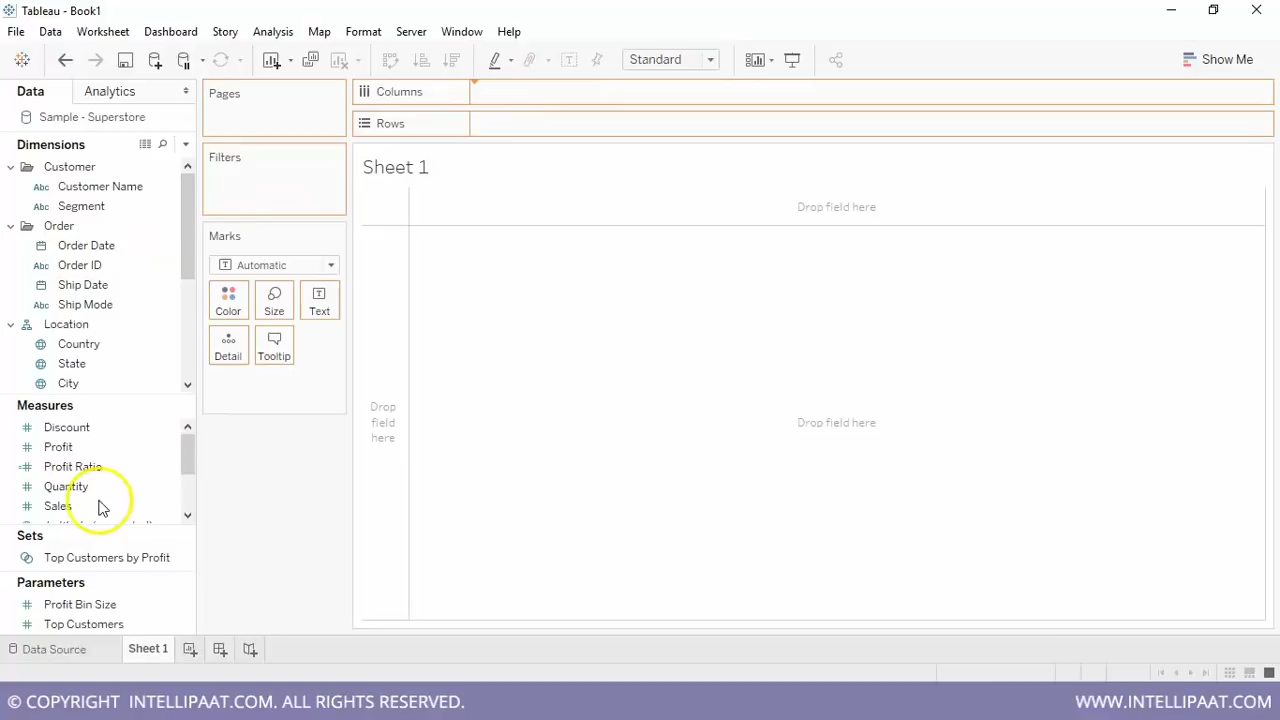 Tableau - Book1
File Data Worksheet Dashboard Story Analysis Map Format Server Window Help
Standard
Show Me
Data Analytics
Sample - Superstore
Dimensions
Customer
Abc Customer Name
Abc Segment
Order
Order Date
Abc Order ID
Ship Date
Abc Ship Mode
Location
Country
State
City
Measures
Discount
Profit
Profit Ratio
Quantity
Sales
Sets
Top Customers by Profit
Parameters
Profit Bin Size
Top Customers
Pages
Filters
Marks
Automatic
Color Size Text
Detail Tooltip
Columns
Rows
Sheet 1
Drop field here
Drop
field
here
Drop field here
Data Source Sheet 1
© COPYRIGHT INTELLIPAAT.COM. ALL RIGHTS RESERVED. WWW.INTELLIPAAT.COM